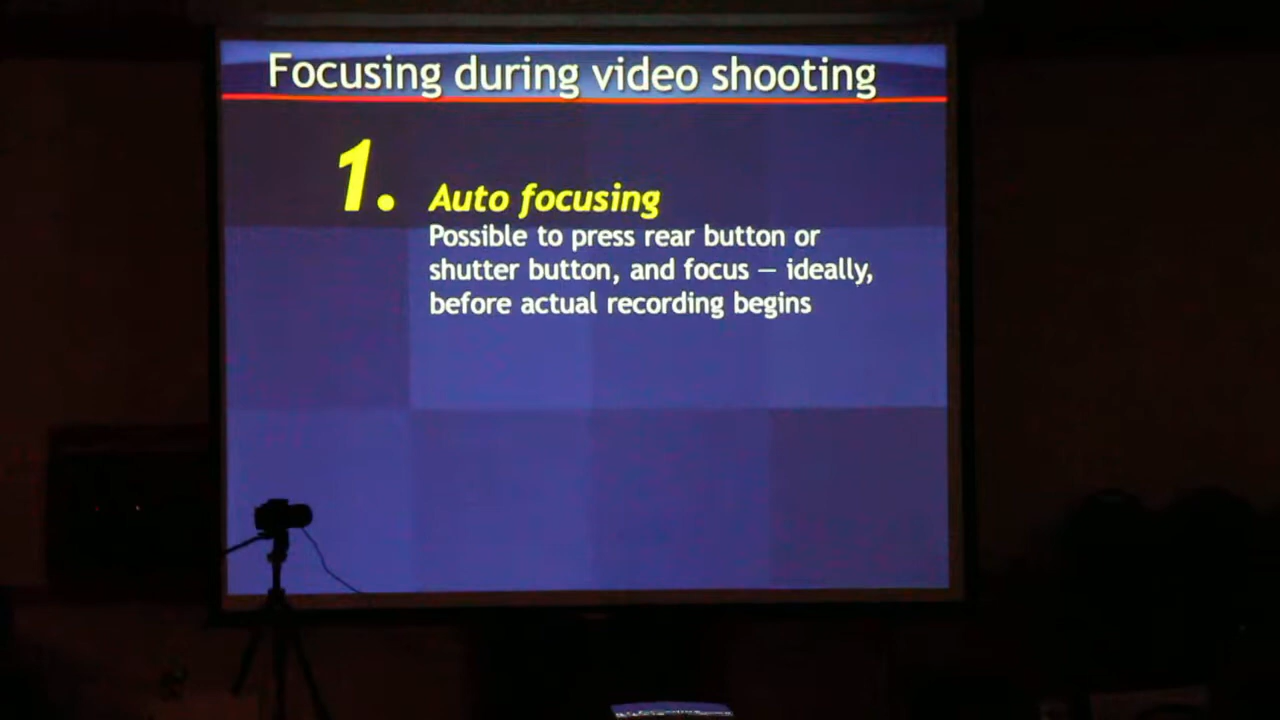 Focusing during video shooting
1.
Auto focusing
Possible to press rear button or
shutter button, and focus – ideally,
before actual recording begins